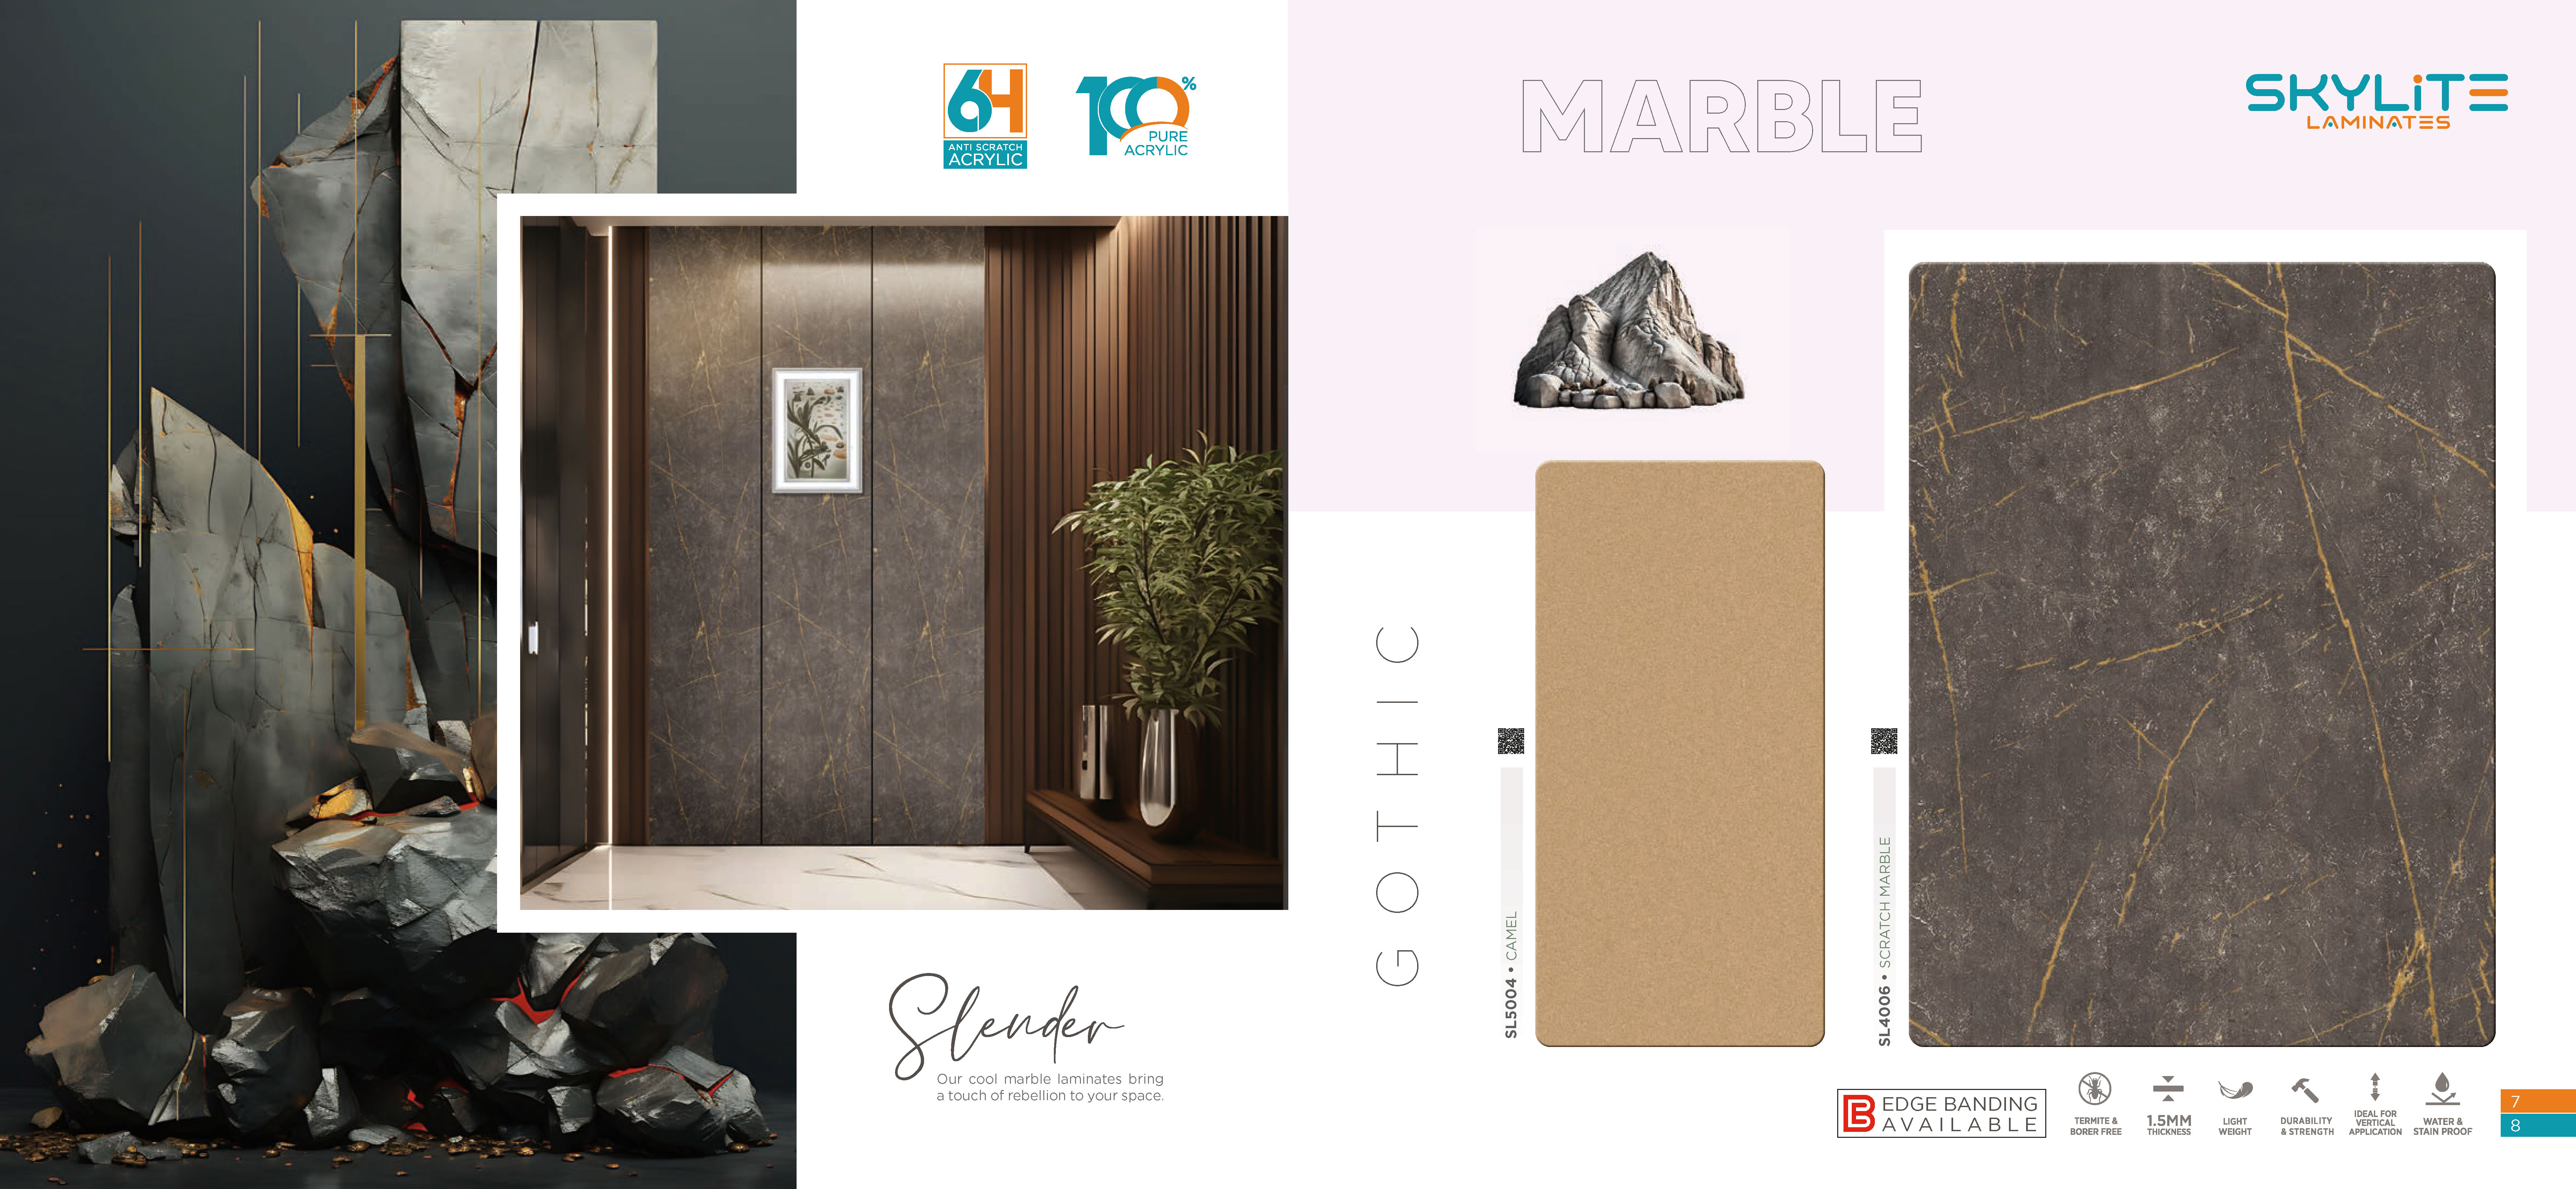 64
ANTI SCRATCH
ACRYLIC
100%
PURE
ACRYLIC
Slender
Our cool marble laminates bring
a touch of rebellion to your space.
MARBLE
SKYLiTE
LAMINATES
GOTHIC
SL5004 • CAMEL
SL4006 • SCRATCH MARBLE
EB EDGE BANDING
AVAILABLE
TERMITE &
BORER FREE
1.5MM
THICKNESS
LIGHT
WEIGHT
DURABILITY
& STRENGTH
IDEAL FOR
VERTICAL
APPLICATION
WATER &
STAIN PROOF
7
8